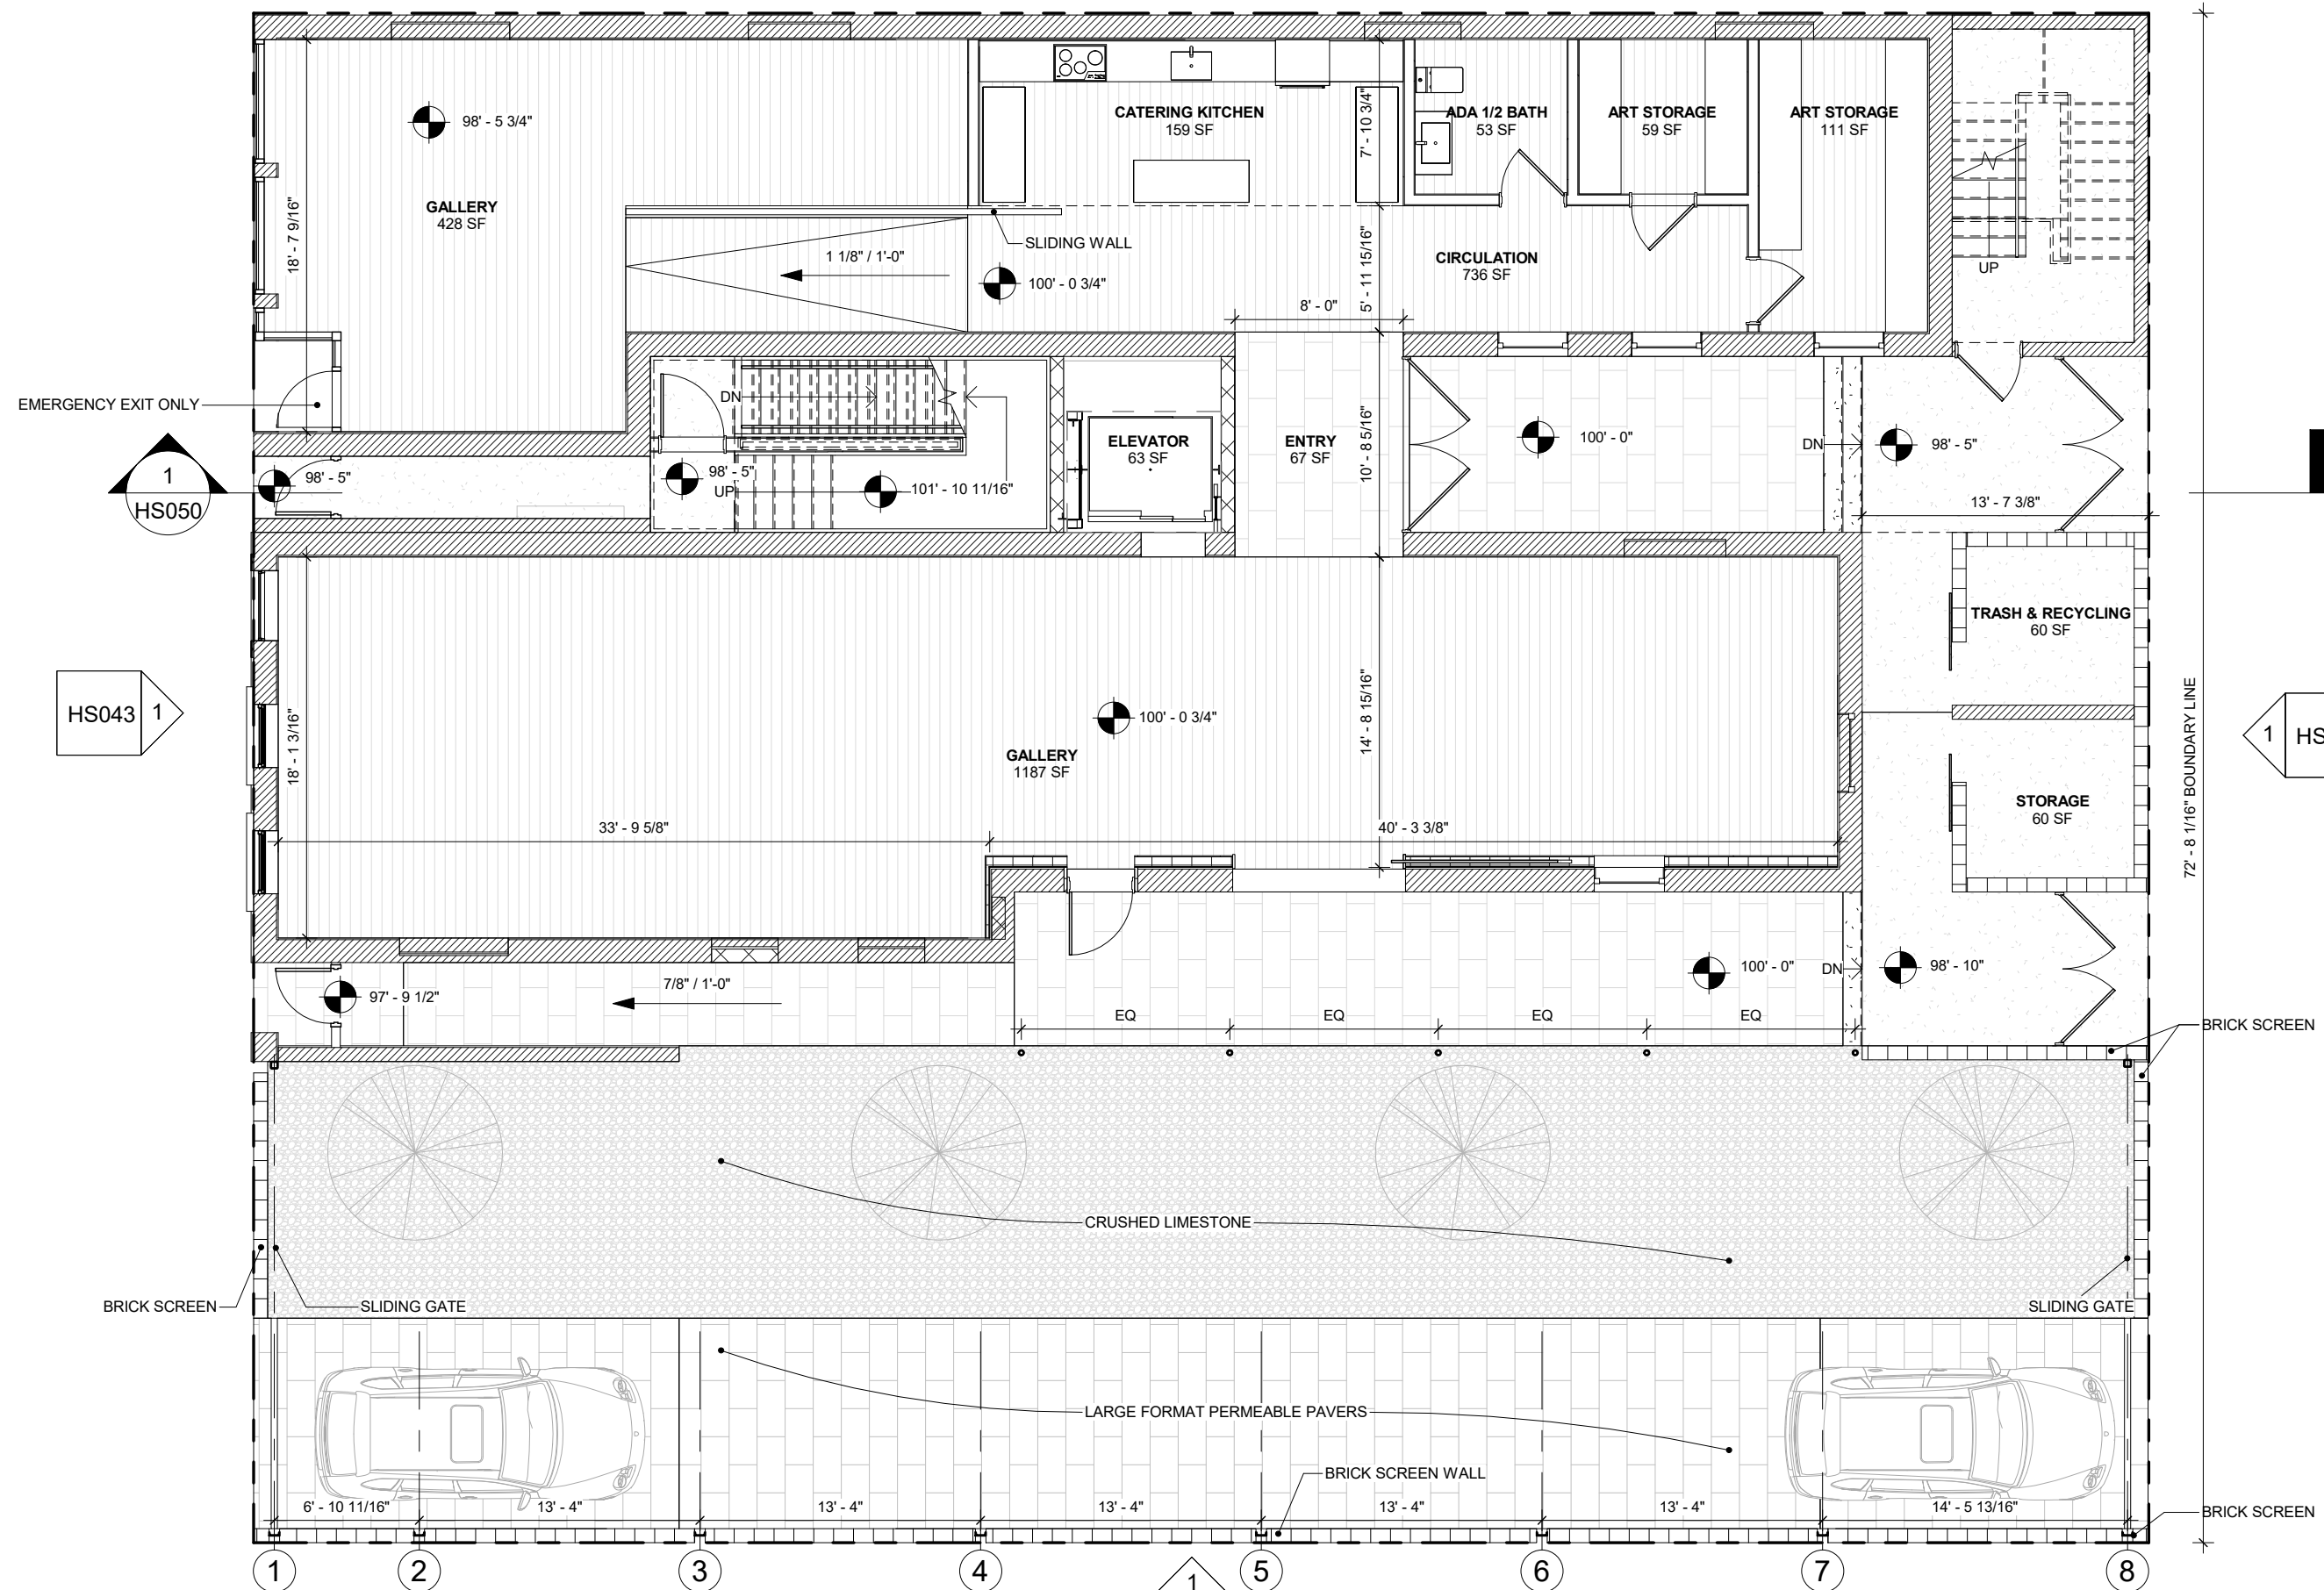 98' - 5 3/4"
GALLERY
428 SF
18' - 7 9/16"
CATERING KITCHEN
159 SF
7' - 10 3/4"
ADA 1/2 BATH
53 SF
ART STORAGE
59 SF
ART STORAGE
111 SF
SLIDING WALL
1 1/8" / 1'-0"
100' - 0 3/4"
5' - 11 15/16"
CIRCULATION
736 SF
8' - 0"
UP
EMERGENCY EXIT ONLY
1
HS050
98' - 5"
DN
98' - 5"
UP
101' - 10 11/16"
ELEVATOR
63 SF
ENTRY
67 SF
10' - 8 5/16"
100' - 0"
DN
98' - 5"
13' - 7 3/8"
HS043
1
18' - 1 3/16"
100' - 0 3/4"
GALLERY
1187 SF
14' - 8 15/16"
33' - 9 5/8"
40' - 3 3/8"
TRASH & RECYCLING
60 SF
STORAGE
60 SF
72' - 8 1/16" BOUNDARY LINE
1
HS
97' - 9 1/2"
7/8" / 1'-0"
100' - 0"
DN
98' - 10"
EQ
EQ
EQ
EQ
BRICK SCREEN
CRUSHED LIMESTONE
BRICK SCREEN
SLIDING GATE
SLIDING GATE
LARGE FORMAT PERMEABLE PAVERS
BRICK SCREEN WALL
6' - 10 11/16"
13' - 4"
13' - 4"
13' - 4"
13' - 4"
13' - 4"
14' - 5 13/16"
BRICK SCREEN
1
2
3
4
1
5
6
7
8